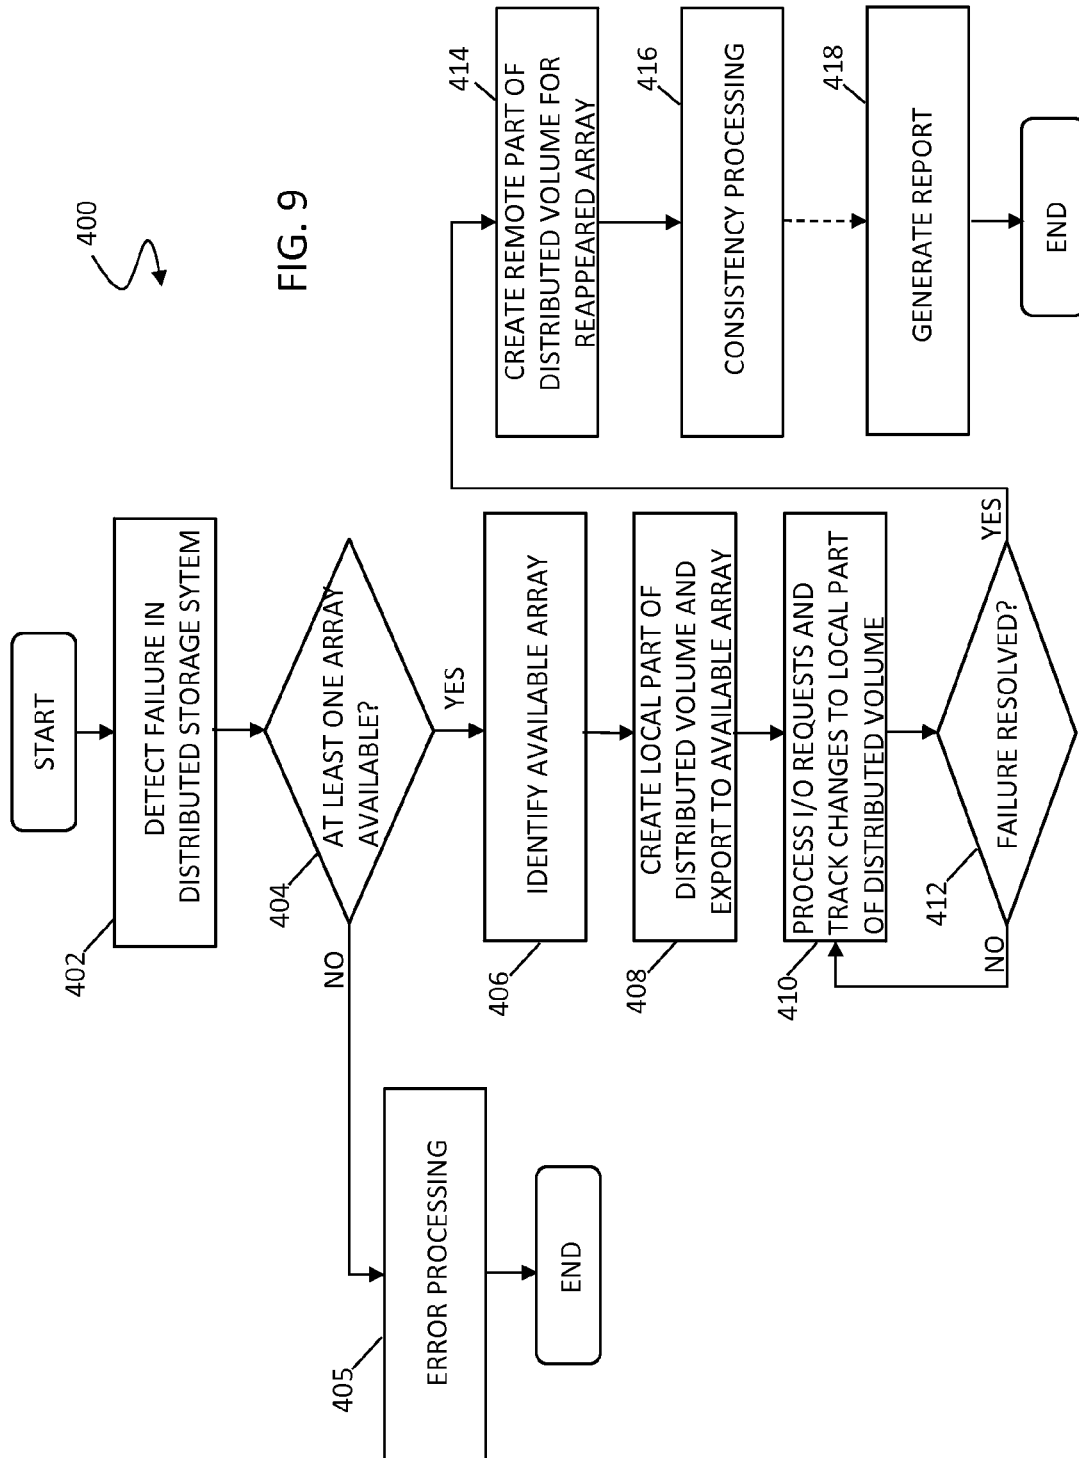 400
FIG. 9
START
402
DETECT FAILURE IN
DISTRIBUTED STORAGE SYTEM
404
AT LEAST ONE ARRAY
AVAILABLE?
NO
YES
405
ERROR PROCESSING
END
406
IDENTIFY AVAILABLE ARRAY
408
CREATE LOCAL PART OF
DISTRIBUTED VOLUME AND
EXPORT TO AVAILABLE ARRAY
410
PROCESS I/O REQUESTS AND
TRACK CHANGES TO LOCAL PART
OF DISTRIBUTED VOLUME
412
FAILURE RESOLVED?
NO
YES
414
CREATE REMOTE PART OF
DISTRIBUTED VOLUME FOR
REAPPEARED ARRAY
416
CONSISTENCY PROCESSING
418
GENERATE REPORT
END